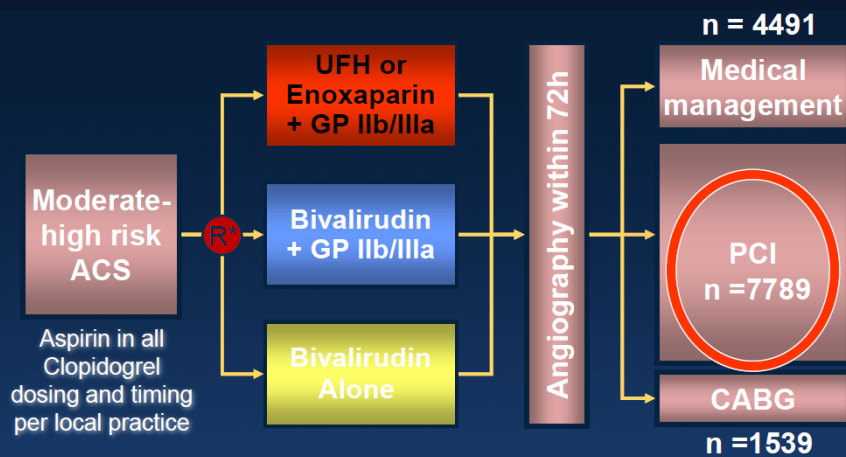 Moderate-
high risk
ACS
Aspirin in all
Clopidogrel
dosing and timing
per local practice
R*
UFH or
Enoxaparin
+ GP IIb/IIIa
Bivalirudin
+ GP IIb/IIIa
Bivalirudin
Alone
Angiography within 72h
n = 4491
Medical
management
PCI
n =7789
CABG
n =1539